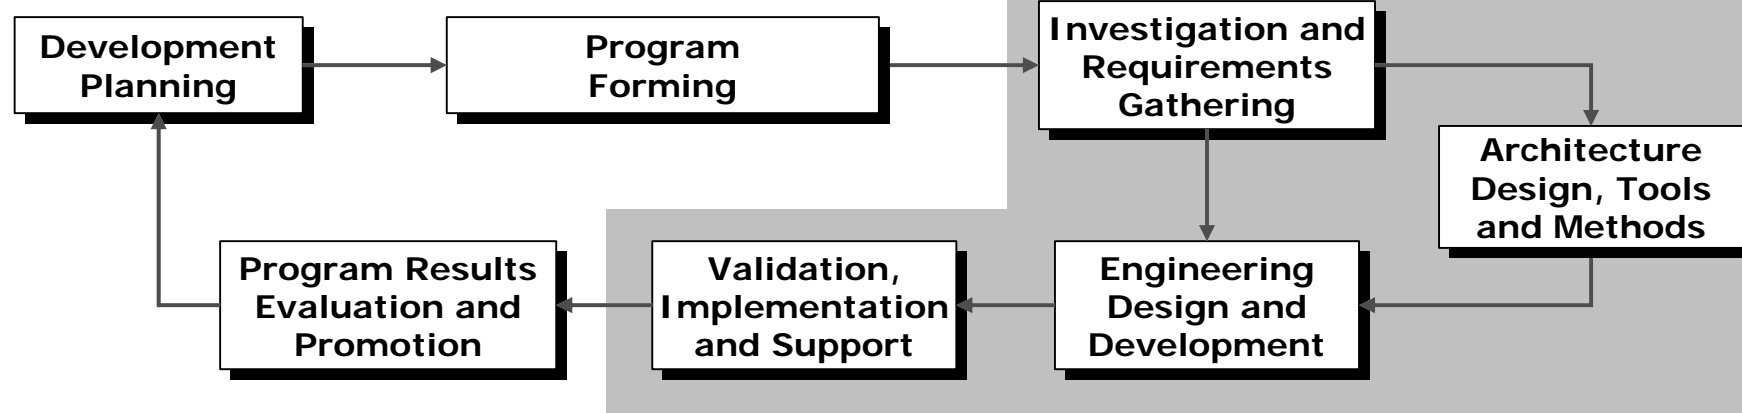 Development
Planning
Program
Forming
Investigation and
Requirements
Gathering
Architecture
Design, Tools
and Methods
Program Results
Evaluation and
Promotion
Validation,
Implementation
and Support
Engineering
Design and
Development